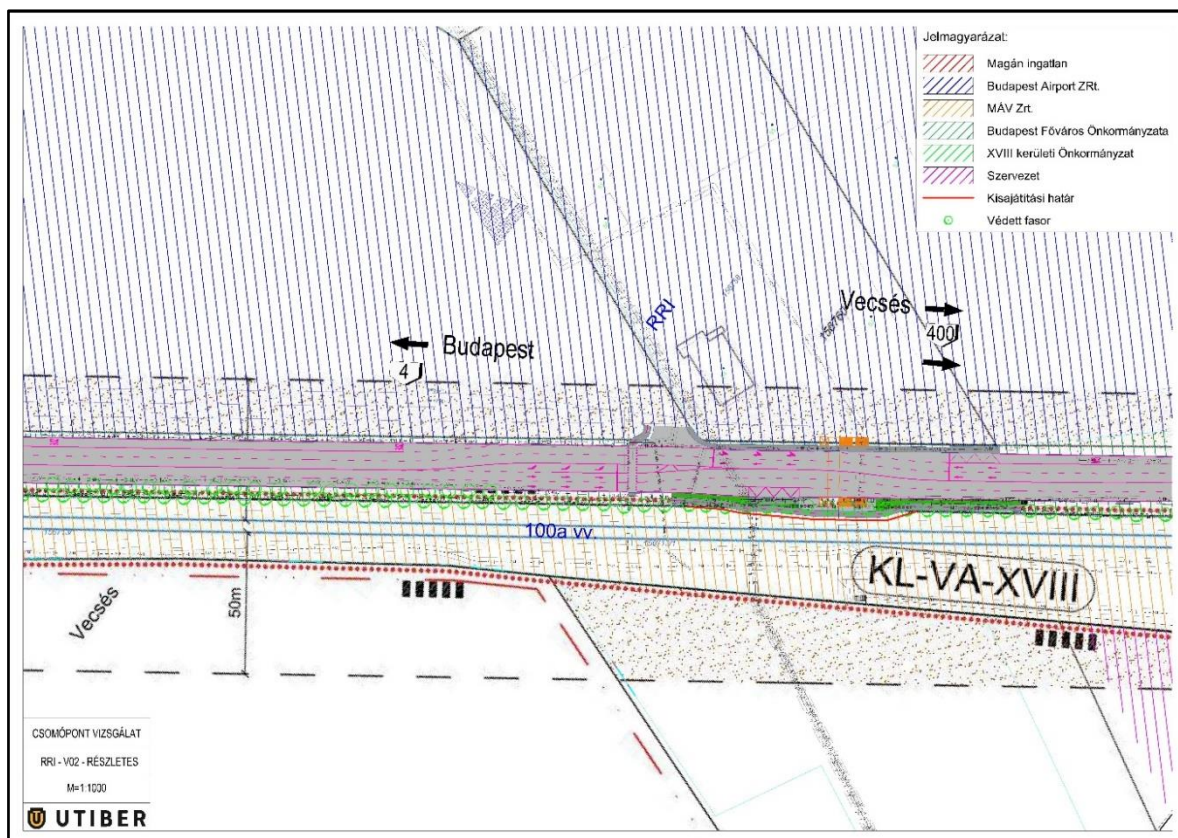 Jelmagyarázat:
Magán ingatlan
Budapest Airport ZRt.
MÁV Zrt.
Budapest Főváros Önkormányzata
XVIII kerületi Önkormányzat
Szervezet
Kisajátítási határ
Védett fasor
RRI
Vecsés
400
Budapest
4
100a vv.
KL-VA-XVIII
Vecsés
50m
CSOMÓPONT VIZSGÁLAT
RRI - V02 - RÉSZLETES
M=1:1000
UTIBER